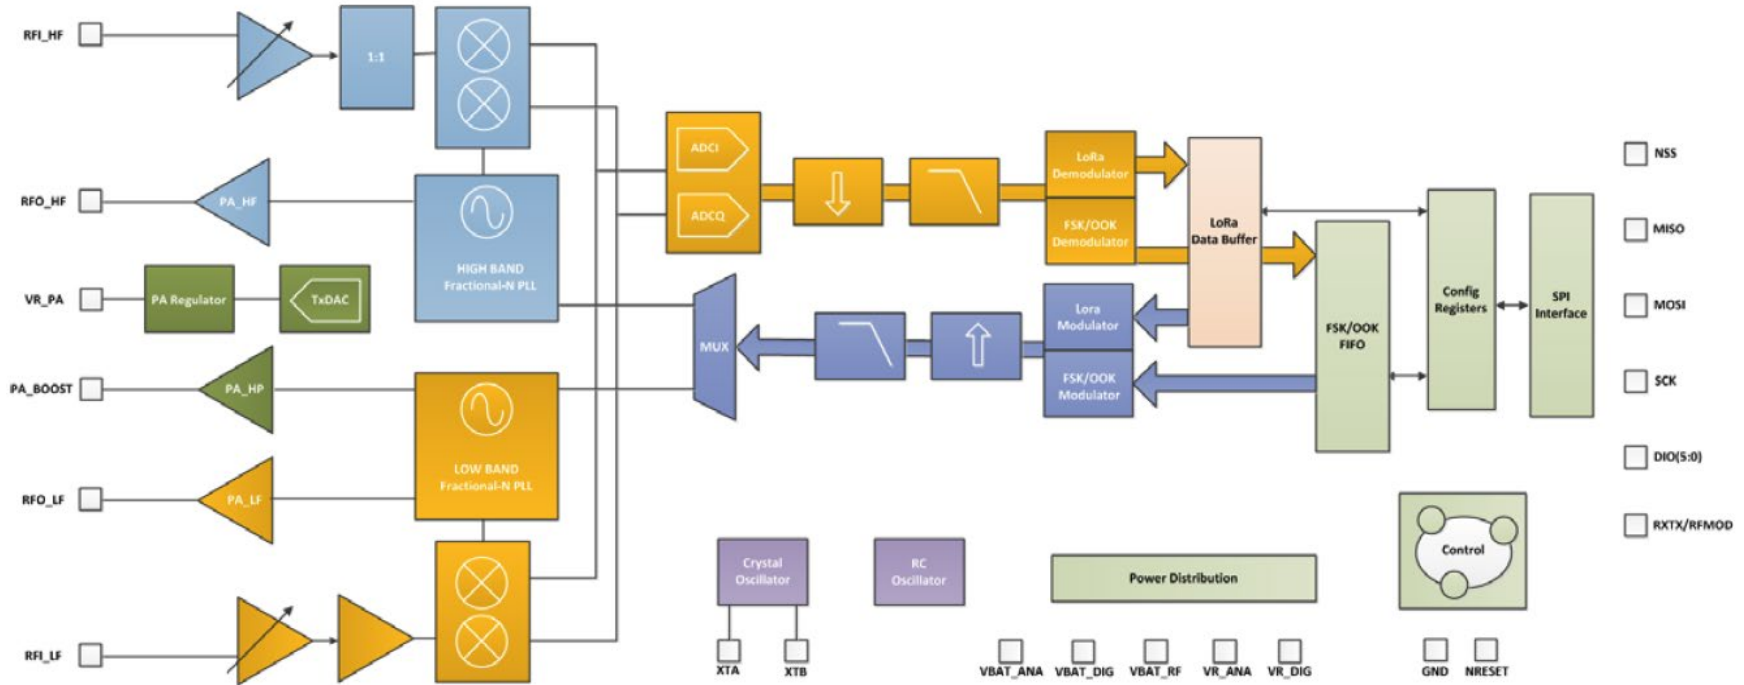 RFI_HF
1:1
RFO_HF
PA_HF
HIGH BAND
Fractional-N PLL
VR_PA
PA Regulator
TxDAC
PA_BOOST
PA_HP
RFO_LF
PA_LF
LOW BAND
Fractional-N PLL
RFI_LF
ADCI
ADCQ
MUX
LoRa
Demodulator
FSK/OOK
Demodulator
Lora
Modulator
FSK/OOK
Modulator
LoRa
Data Buffer
FSK/OOK
FIFO
Config
Registers
SPI
Interface
NSS
MISO
MOSI
SCK
DIO(5:0)
RXTX/RFMOD
Crystal
Oscillator
XTA
XTB
RC
Oscillator
Power Distribution
VBAT_ANA
VBAT_DIG
VBAT_RF
VR_ANA
VR_DIG
Control
GND
NRESET